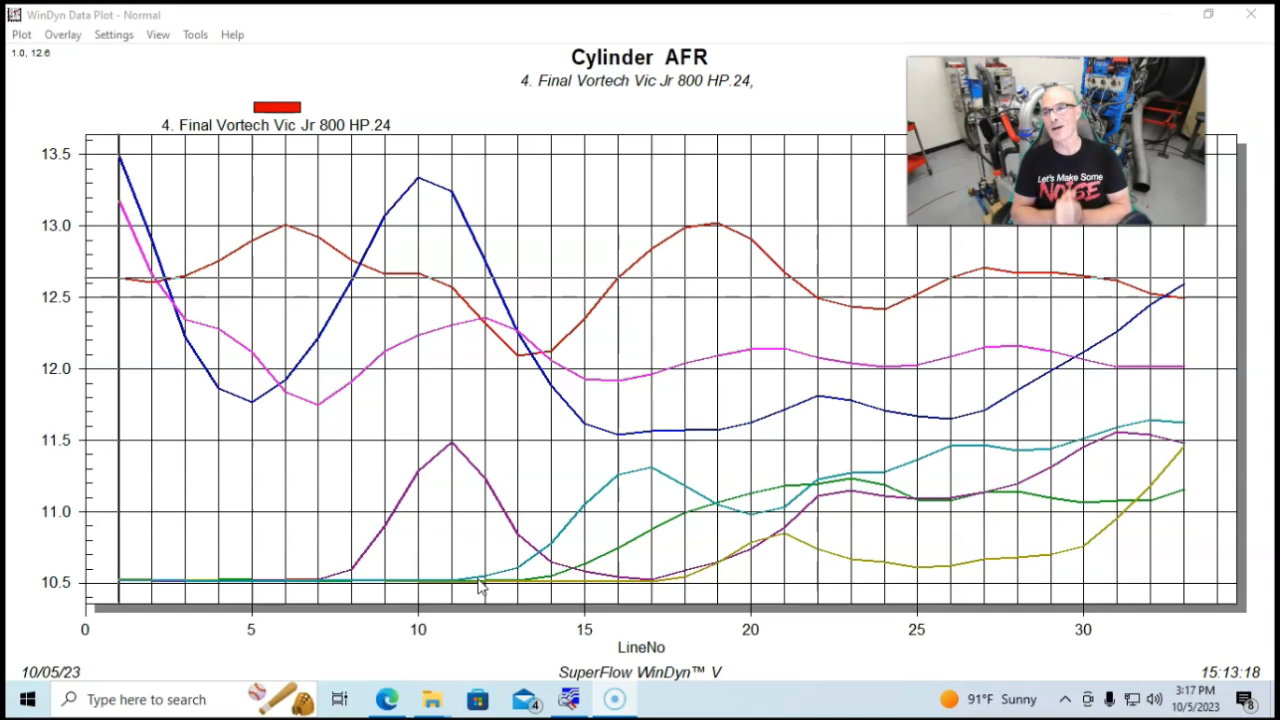 WinDyn Data Plot - Normal
Plot Overlay Settings View Tools Help
1.0, 12.6
Cylinder AFR
4. Final Vortech Vic Jr 800 HP.24,
4. Final Vortech Vic Jr 800 HP.24
Let's Make Some
NOISE
13.5
13.0
12.5
12.0
11.5
11.0
10.5
0 5 10 15 20 25 30
LineNo
10/05/23 SuperFlow WinDyn™ V 15:13:18
Type here to search
4
91°F Sunny
3:17 PM
10/5/2023
8